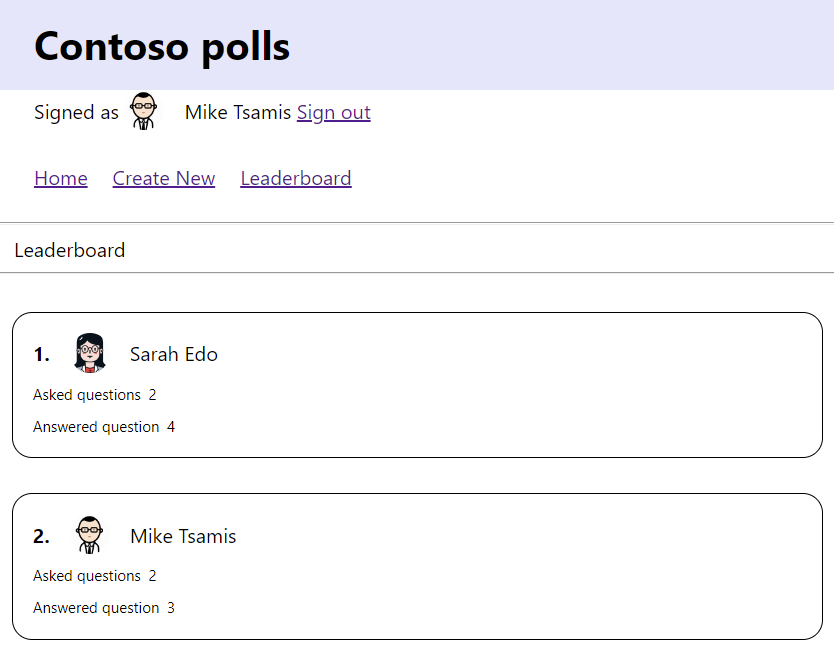 Contoso polls
Signed as Mike Tsamis Sign out
Home Create New Leaderboard
Leaderboard
1. Sarah Edo
Asked questions 2
Answered question 4
2. Mike Tsamis
Asked questions 2
Answered question 3